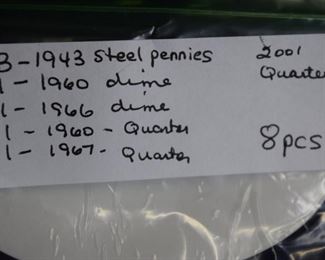 3 - 1943 steel pennies
1 - 1960 dime
1 - 1966 dime
1 - 1960 - Quarter
1 - 1967 - Quarter
2001
Quarter
8pcs